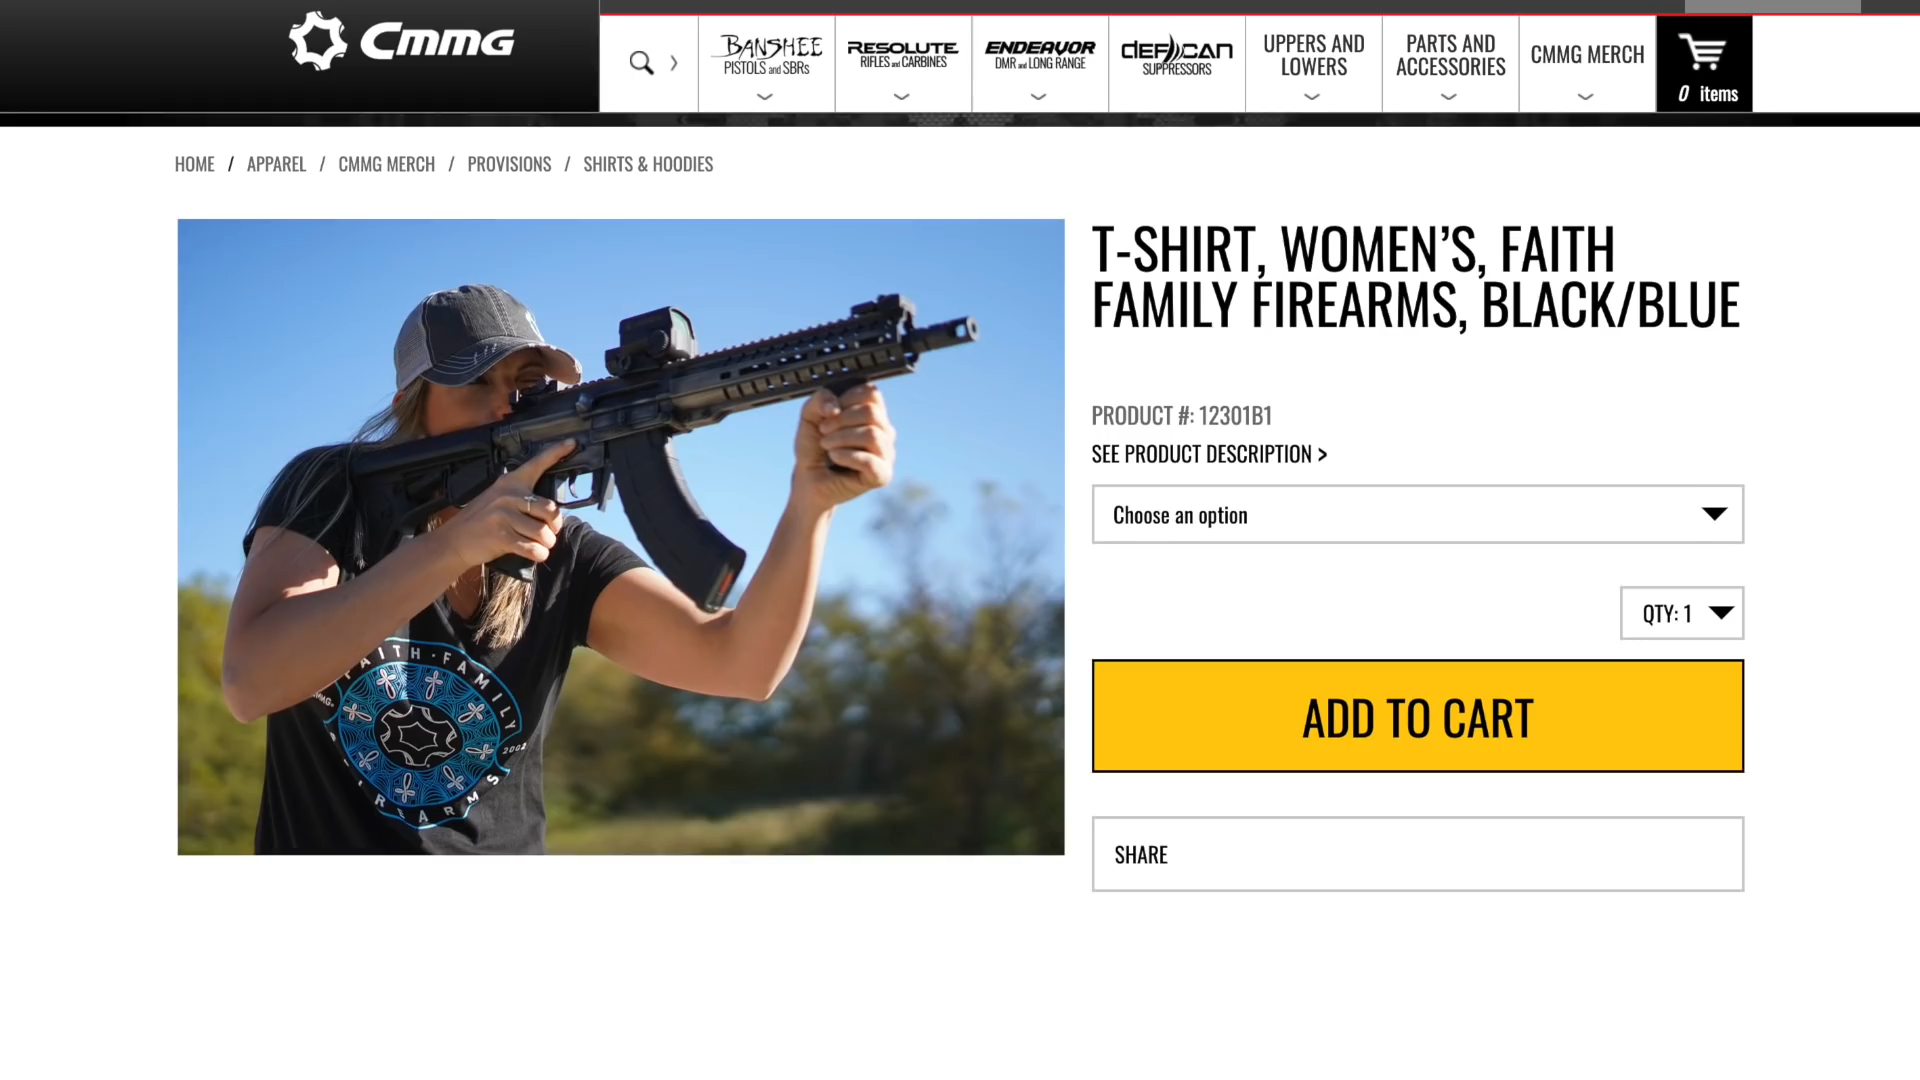 CMMG
BANSHEE
PISTOLS and SBRs
RESOLUTE
RIFLES and CARBINES
ENDEAVOR
DMR and LONG RANGE
DEFCAN
SUPPRESSORS
UPPERS AND
LOWERS
PARTS AND
ACCESSORIES
CMMG MERCH
0 items
HOME / APPAREL / CMMG MERCH / PROVISIONS / SHIRTS & HOODIES
T-SHIRT, WOMEN’S, FAITH
FAMILY FIREARMS, BLACK/BLUE
PRODUCT #: 12301B1
SEE PRODUCT DESCRIPTION >
Choose an option
QTY: 1
ADD TO CART
SHARE
FAITH · FAMILY
FIREARMS